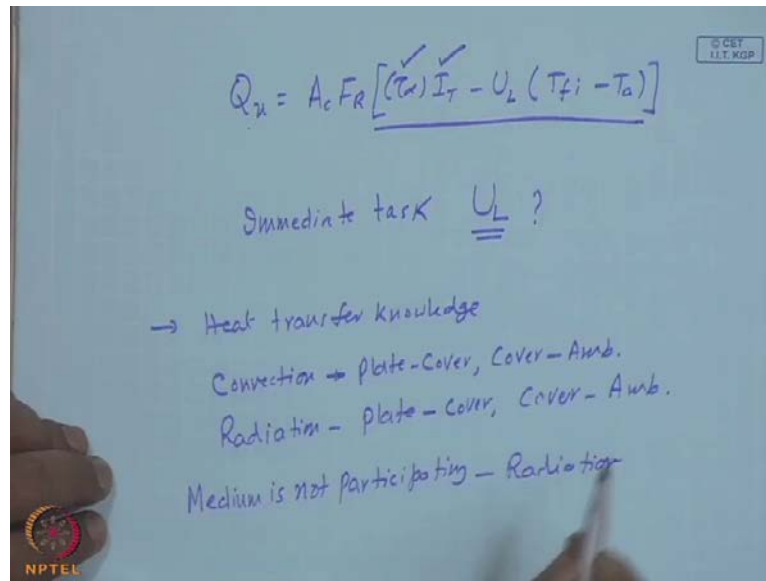 © CET
I.I.T. KGP
Qu = Ac FR [(τα) IT - UL (Tfi - Ta)]
Immediate task UL ?
→ Heat transfer knowledge
Convection → Plate-Cover, Cover-Amb.
Radiation - Plate - Cover, Cover - Amb.
Medium is not Participating - Radiation
NPTEL